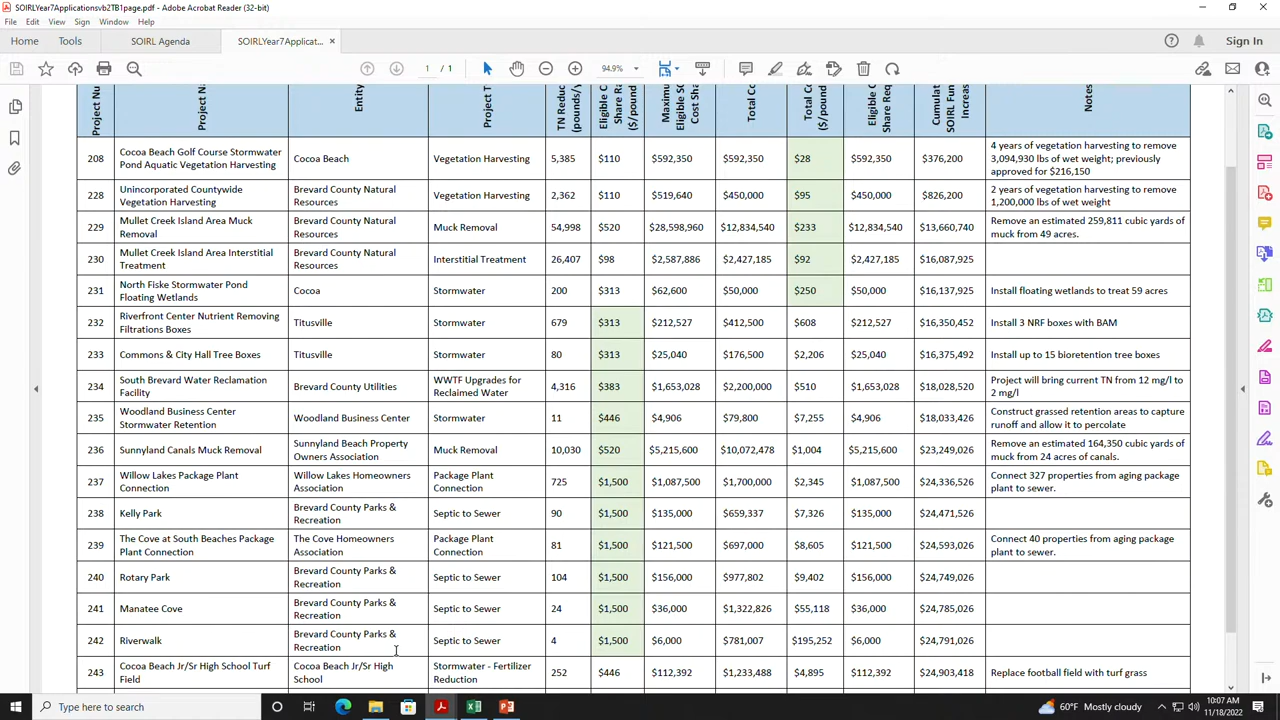 SOIRLYear7Applicationsvb2TB1page.pdf - Adobe Acrobat Reader (32-bit)
File Edit View Sign Window Help
Home Tools SOIRL Agenda SOIRLYear7Applicat... × Sign In
1 / 1 94.9%
Project Nu
Project N
Entity
Project T
TN Reduc
(pounds/y
Eligible C
Share Ra
($/pound
Maximu
Eligible SO
Cost Sha
Total Co
Total Co
($/pound
Eligible C
Share Req
Cumulat
SOIRL Fun
Increas
Notes
208 Cocoa Beach Golf Course Stormwater Pond Aquatic Vegetation Harvesting Cocoa Beach Vegetation Harvesting 5,385 $110 $592,350 $592,350 $28 $592,350 $376,200 4 years of vegetation harvesting to remove 3,094,930 lbs of wet weight; previously approved for $216,150
228 Unincorporated Countywide Vegetation Harvesting Brevard County Natural Resources Vegetation Harvesting 2,362 $110 $519,640 $450,000 $95 $450,000 $826,200 2 years of vegetation harvesting to remove 1,200,000 lbs of wet weight
229 Mullet Creek Island Area Muck Removal Brevard County Natural Resources Muck Removal 54,998 $520 $28,598,960 $12,834,540 $233 $12,834,540 $13,660,740 Remove an estimated 259,811 cubic yards of muck from 49 acres.
230 Mullet Creek Island Area Interstitial Treatment Brevard County Natural Resources Interstitial Treatment 26,407 $98 $2,587,886 $2,427,185 $92 $2,427,185 $16,087,925
231 North Fiske Stormwater Pond Floating Wetlands Cocoa Stormwater 200 $313 $62,600 $50,000 $250 $50,000 $16,137,925 Install floating wetlands to treat 59 acres
232 Riverfront Center Nutrient Removing Filtrations Boxes Titusville Stormwater 679 $313 $212,527 $412,500 $608 $212,527 $16,350,452 Install 3 NRF boxes with BAM
233 Commons & City Hall Tree Boxes Titusville Stormwater 80 $313 $25,040 $176,500 $2,206 $25,040 $16,375,492 Install up to 15 bioretention tree boxes
234 South Brevard Water Reclamation Facility Brevard County Utilities WWTF Upgrades for Reclaimed Water 4,316 $383 $1,653,028 $2,200,000 $510 $1,653,028 $18,028,520 Project will bring current TN from 12 mg/l to 2 mg/l
235 Woodland Business Center Stormwater Retention Woodland Business Center Stormwater 11 $446 $4,906 $79,800 $7,255 $4,906 $18,033,426 Construct grassed retention areas to capture runoff and allow it to percolate
236 Sunnyland Canals Muck Removal Sunnyland Beach Property Owners Association Muck Removal 10,030 $520 $5,215,600 $10,072,478 $1,004 $5,215,600 $23,249,026 Remove an estimated 164,350 cubic yards of muck from 24 acres of canals.
237 Willow Lakes Package Plant Connection Willow Lakes Homeowners Association Package Plant Connection 725 $1,500 $1,087,500 $1,700,000 $2,345 $1,087,500 $24,336,526 Connect 327 properties from aging package plant to sewer.
238 Kelly Park Brevard County Parks & Recreation Septic to Sewer 90 $1,500 $135,000 $659,337 $7,326 $135,000 $24,471,526
239 The Cove at South Beaches Package Plant Connection The Cove Homeowners Association Package Plant Connection 81 $1,500 $121,500 $697,000 $8,605 $121,500 $24,593,026 Connect 40 properties from aging package plant to sewer.
240 Rotary Park Brevard County Parks & Recreation Septic to Sewer 104 $1,500 $156,000 $977,802 $9,402 $156,000 $24,749,026
241 Manatee Cove Brevard County Parks & Recreation Septic to Sewer 24 $1,500 $36,000 $1,322,826 $55,118 $36,000 $24,785,026
242 Riverwalk Brevard County Parks & Recreation Septic to Sewer 4 $1,500 $6,000 $781,007 $195,252 $6,000 $24,791,026
243 Cocoa Beach Jr/Sr High School Turf Field Cocoa Beach Jr/Sr High School Stormwater - Fertilizer Reduction 252 $446 $112,392 $1,233,488 $4,895 $112,392 $24,903,418 Replace football field with turf grass
Type here to search
60°F Mostly cloudy
10:07 AM
11/18/2022